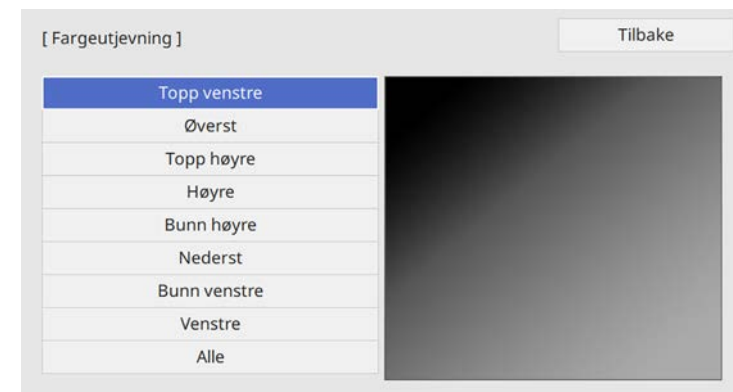 [ Fargeutjevning ]
Tilbake
Topp venstre
Øverst
Topp høyre
Høyre
Bunn høyre
Nederst
Bunn venstre
Venstre
Alle